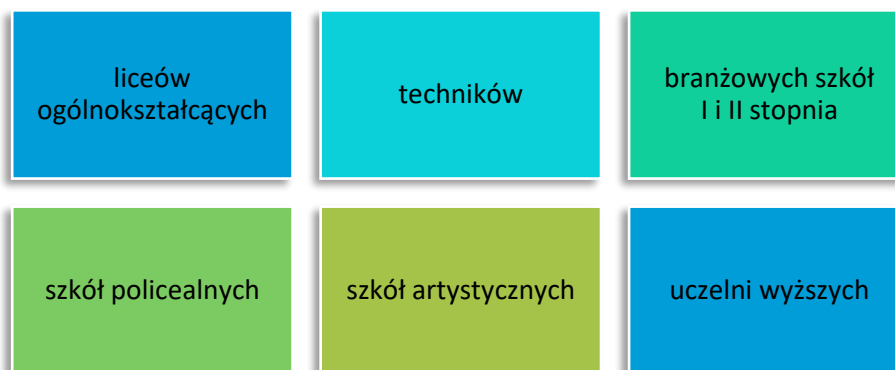 liceów
ogólnokształcących
techników
branżowych szkół
I i II stopnia
szkół policealnych
szkół artystycznych
uczelni wyższych